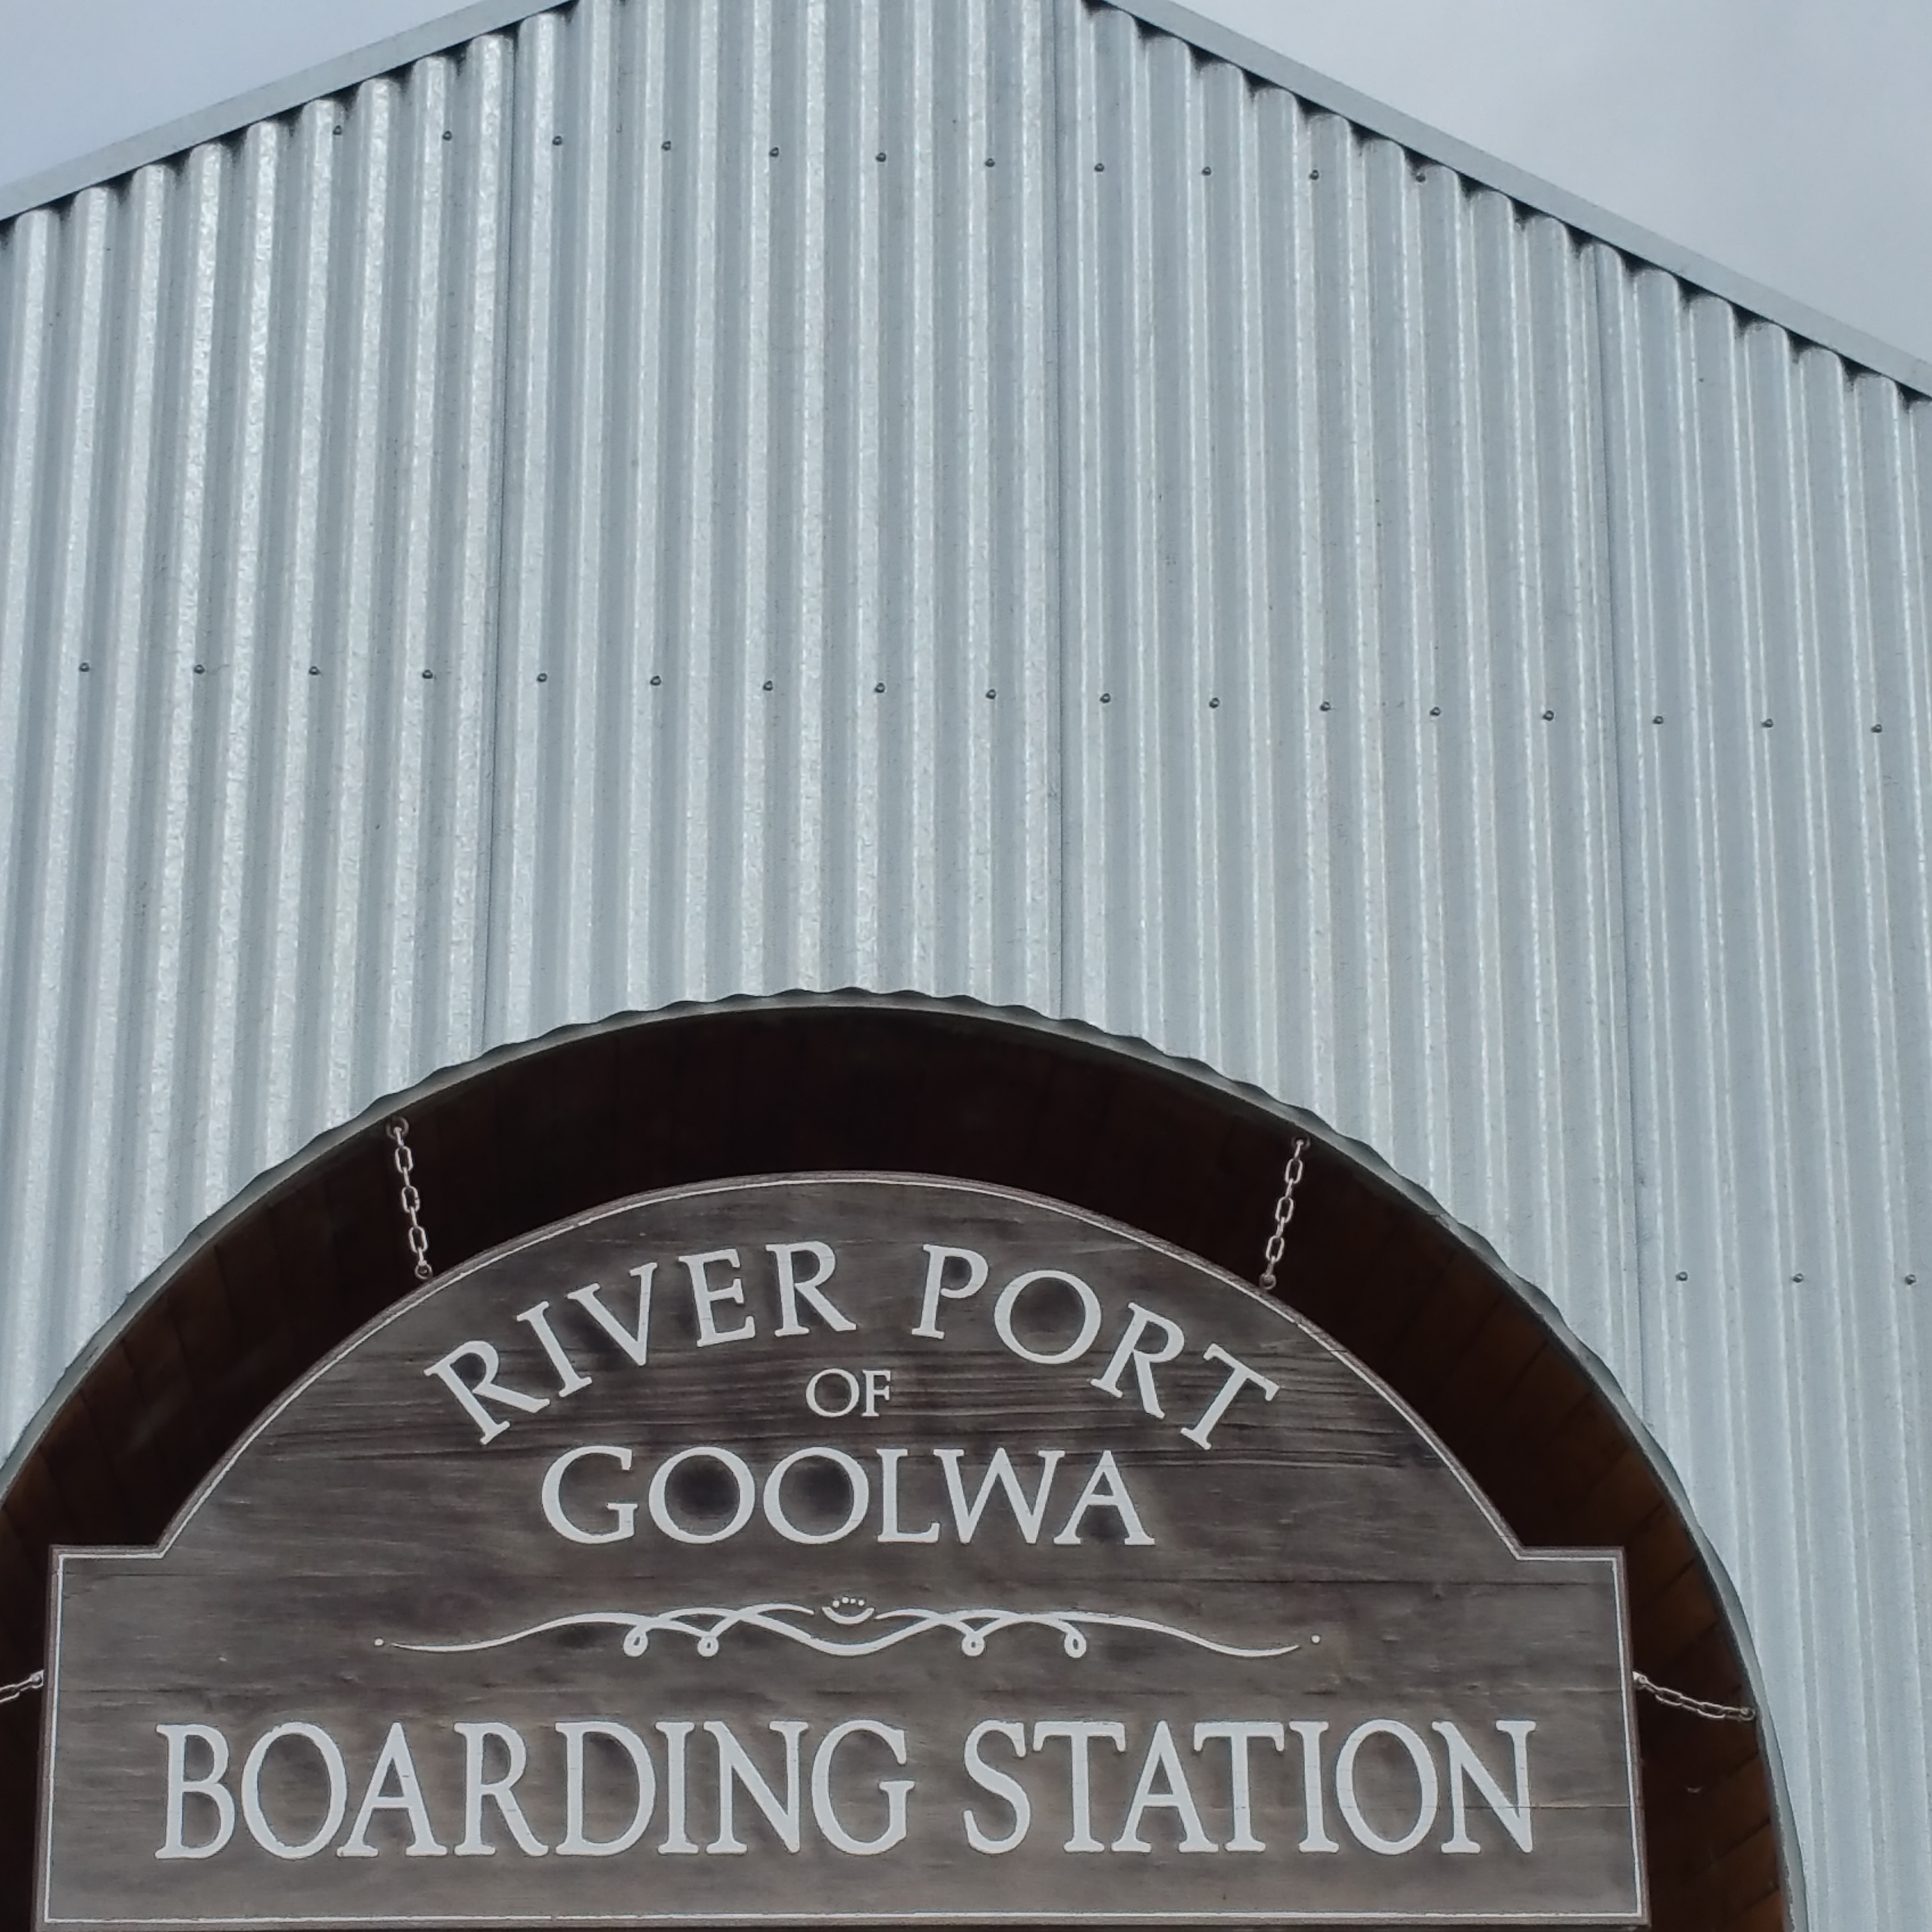 RIVER PORT
OF
GOOLWA
BOARDING STATION